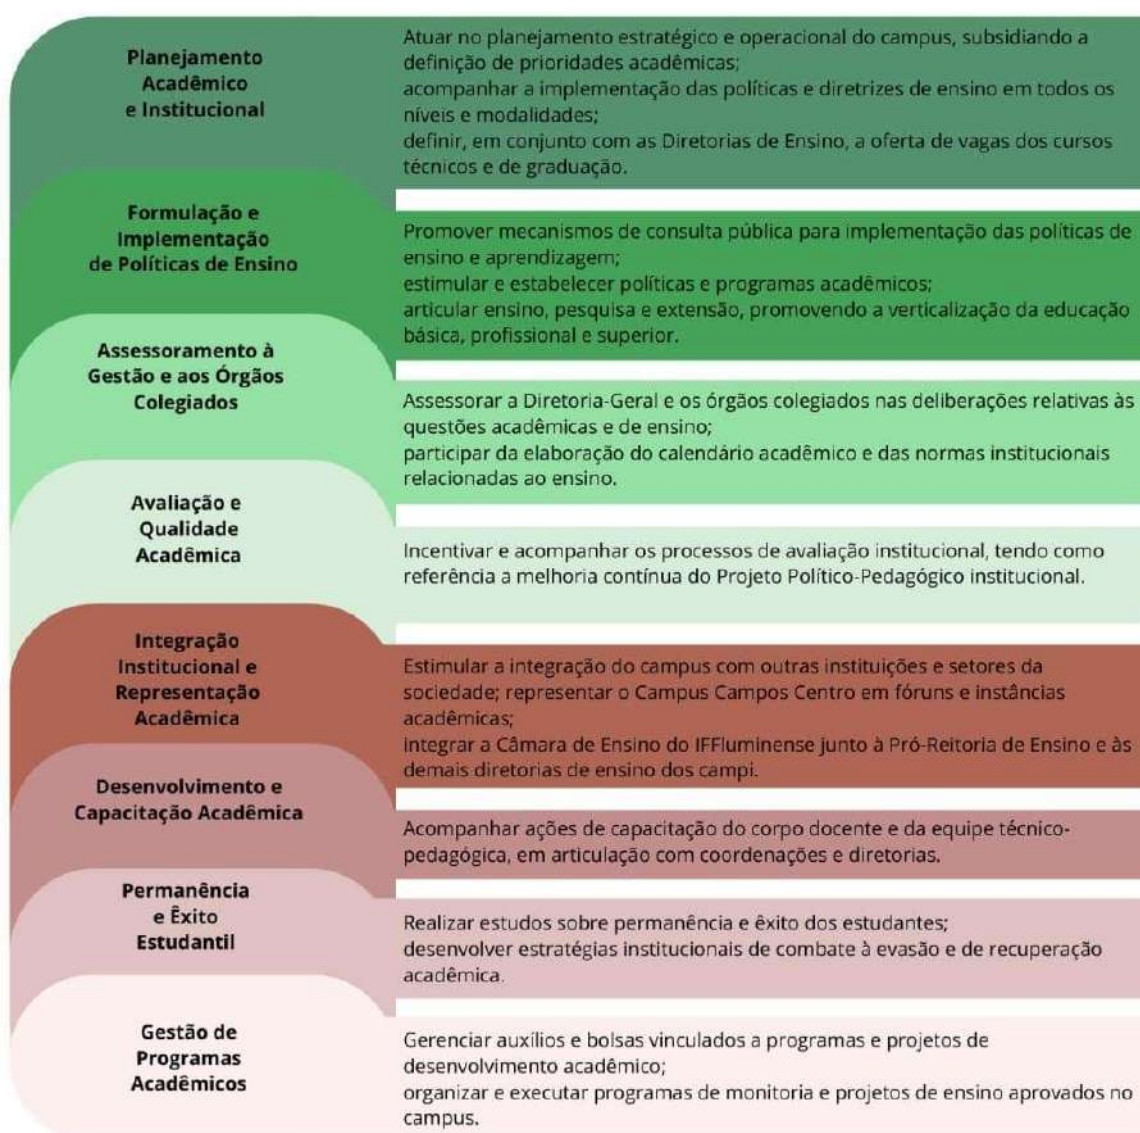 Planejamento
Acadêmico
e Institucional
Atuar no planejamento estratégico e operacional do campus, subsidiando a
definição de prioridades acadêmicas;
acompanhar a implementação das políticas e diretrizes de ensino em todos os
níveis e modalidades;
definir, em conjunto com as Diretorias de Ensino, a oferta de vagas dos cursos
técnicos e de graduação.
Formulação e
Implementação
de Políticas de Ensino
Promover mecanismos de consulta pública para implementação das políticas de
ensino e aprendizagem;
estimular e estabelecer políticas e programas acadêmicos;
articular ensino, pesquisa e extensão, promovendo a verticalização da educação
básica, profissional e superior.
Assessoramento à
Gestão e aos Órgãos
Colegiados
Assessorar a Diretoria-Geral e os órgãos colegiados nas deliberações relativas às
questões acadêmicas e de ensino;
participar da elaboração do calendário acadêmico e das normas institucionais
relacionadas ao ensino.
Avaliação e
Qualidade
Acadêmica
Incentivar e acompanhar os processos de avaliação institucional, tendo como
referência a melhoria contínua do Projeto Político-Pedagógico institucional.
Integração
Institucional e
Representação
Acadêmica
Estimular a integração do campus com outras instituições e setores da
sociedade; representar o Campus Campos Centro em fóruns e instâncias
acadêmicas;
integrar a Câmara de Ensino do IFFluminense junto à Pró-Reitoria de Ensino e às
demais diretorias de ensino dos campi.
Desenvolvimento e
Capacitação Acadêmica
Acompanhar ações de capacitação do corpo docente e da equipe técnico-
pedagógica, em articulação com coordenações e diretorias.
Permanência
e Êxito
Estudantil
Realizar estudos sobre permanência e êxito dos estudantes;
desenvolver estratégias institucionais de combate à evasão e de recuperação
acadêmica.
Gestão de
Programas
Acadêmicos
Gerenciar auxílios e bolsas vinculados a programas e projetos de
desenvolvimento acadêmico;
organizar e executar programas de monitoria e projetos de ensino aprovados no
campus.